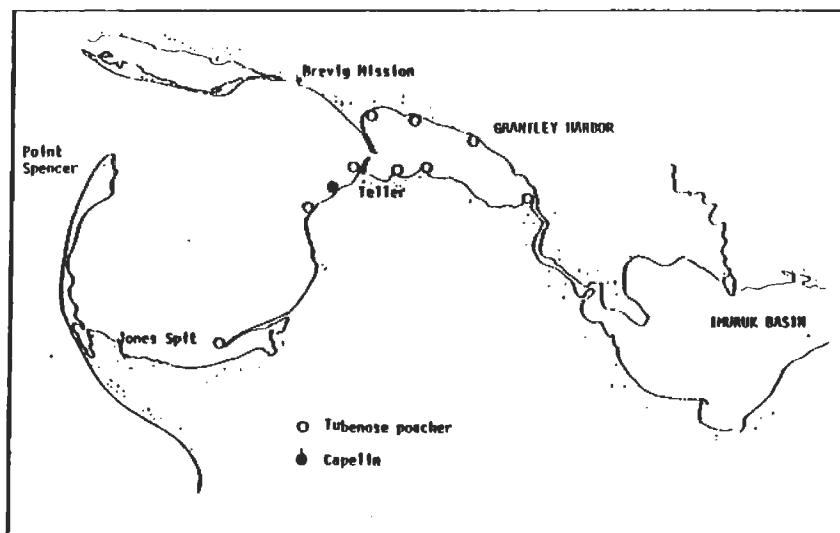 Brevig Mission
GRANTLEY HARBOR
Point
Spencer
Teller
Jones Spit
IMURUK BASIN
Tubenose poacher
Capelin